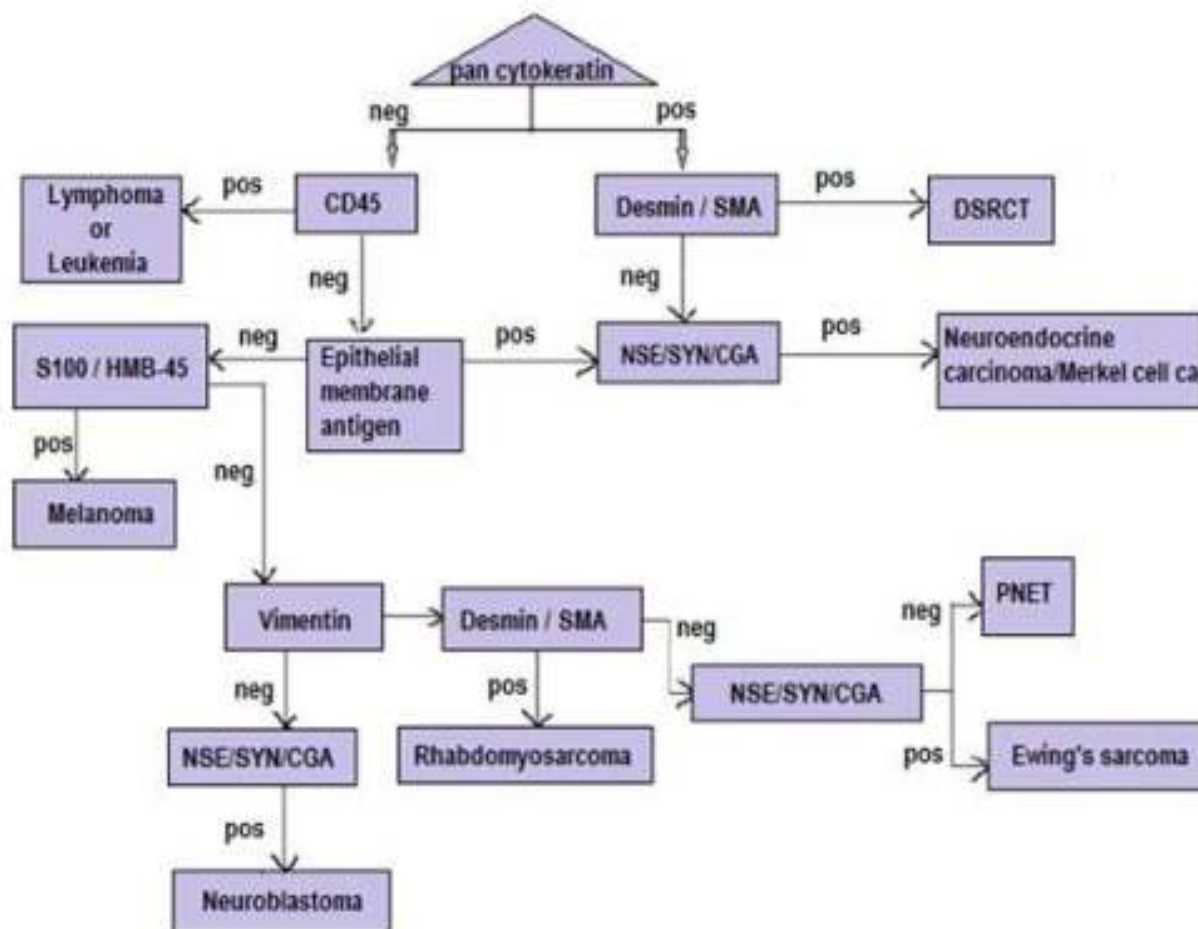 pan cytokeratin
neg
pos
Lymphoma
or
Leukemia
pos
CD45
Desmin / SMA
pos
DSRCT
neg
neg
S100 / HMB-45
neg
Epithelial
membrane
antigen
pos
NSE/SYN/CGA
pos
Neuroendocrine
carcinoma/Merkel cell ca
pos
neg
Melanoma
Vimentin
Desmin / SMA
neg
neg
PNET
neg
pos
NSE/SYN/CGA
NSE/SYN/CGA
Rhabdomyosarcoma
pos
Ewing's sarcoma
pos
Neuroblastoma